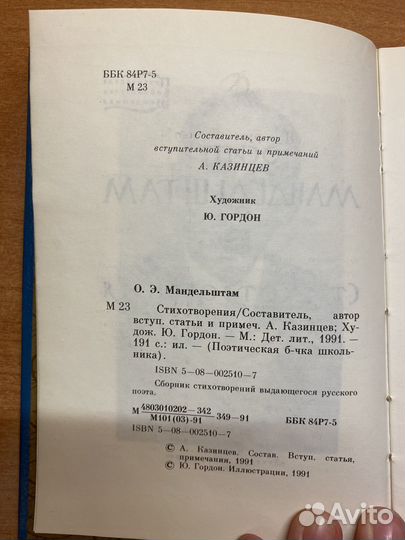 ББК 84Р7-5
М 23
Составитель, автор
вступительной статьи и примечаний
А. КАЗИНЦЕВ
Художник
Ю. ГОРДОН
О. Э. Мандельштам
М 23 Стихотворения/Составитель, автор
вступ. статьи и примеч. А. Казинцев; Ху-
дож. Ю. Гордон. — М.: Дет. лит., 1991. —
191 с.: ил. — (Поэтическая б-чка школь-
ника).
ISBN 5—08—002510—7
Сборник стихотворений выдающегося русского
поэта.
М 4803010202—342 349—91 ББК 84Р7-5
М101(03)-91
ISBN 5—08—002510—7
© А. Казинцев. Состав. Вступ. статья,
примечания, 1991
© Ю. Гордон. Иллюстрации, 1991
Avito